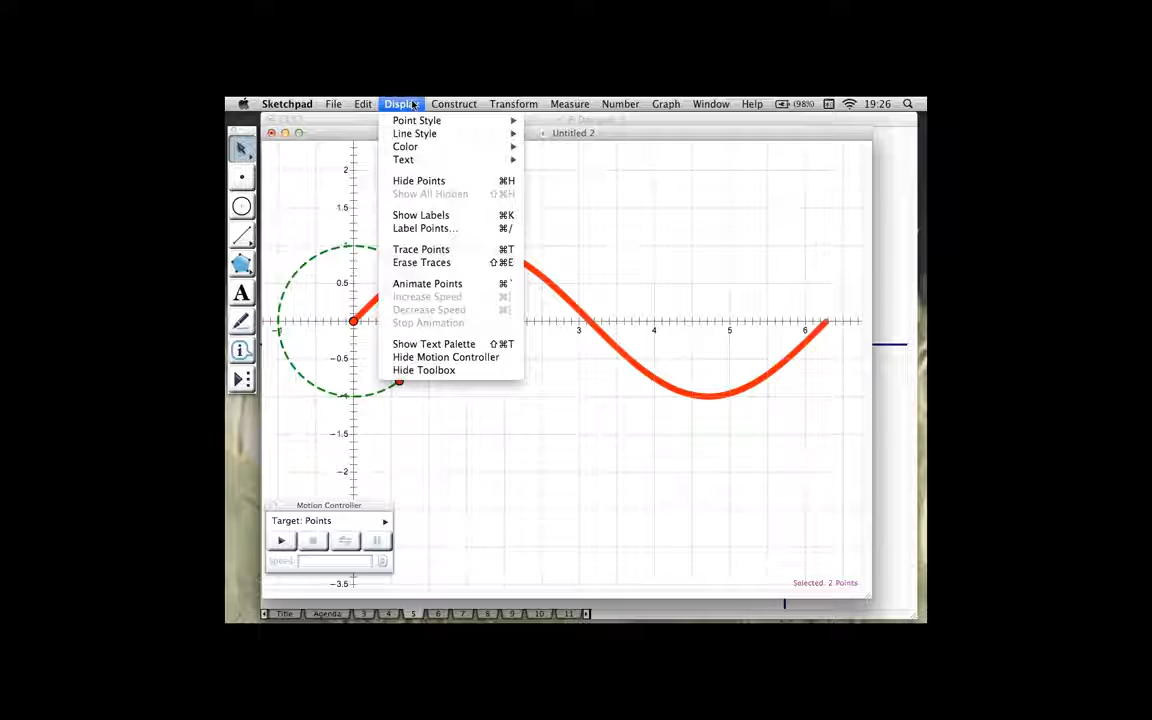 Sketchpad File Edit Display Construct Transform Measure Number Graph Window Help (98%) 19:26
Untitled 2
Point Style
Line Style
Color
Text
Hide Points ⌘H
Show All Hidden ⇧⌘H
Show Labels ⌘K
Label Points... ⌘/
Trace Points ⌘T
Erase Traces ⇧⌘E
Animate Points ⌘`
Increase Speed ⌘]
Decrease Speed ⌘[
Stop Animation
Show Text Palette ⇧⌘T
Hide Motion Controller
Hide Toolbox
A
2
1.5
1
0.5
-1 3 4 5 6
-0.5
-1
-1.5
-2
-3.5
Motion Controller
Target: Points
Speed:
Selected: 2 Points
Title Agenda 3 4 5 6 7 8 9 10 11